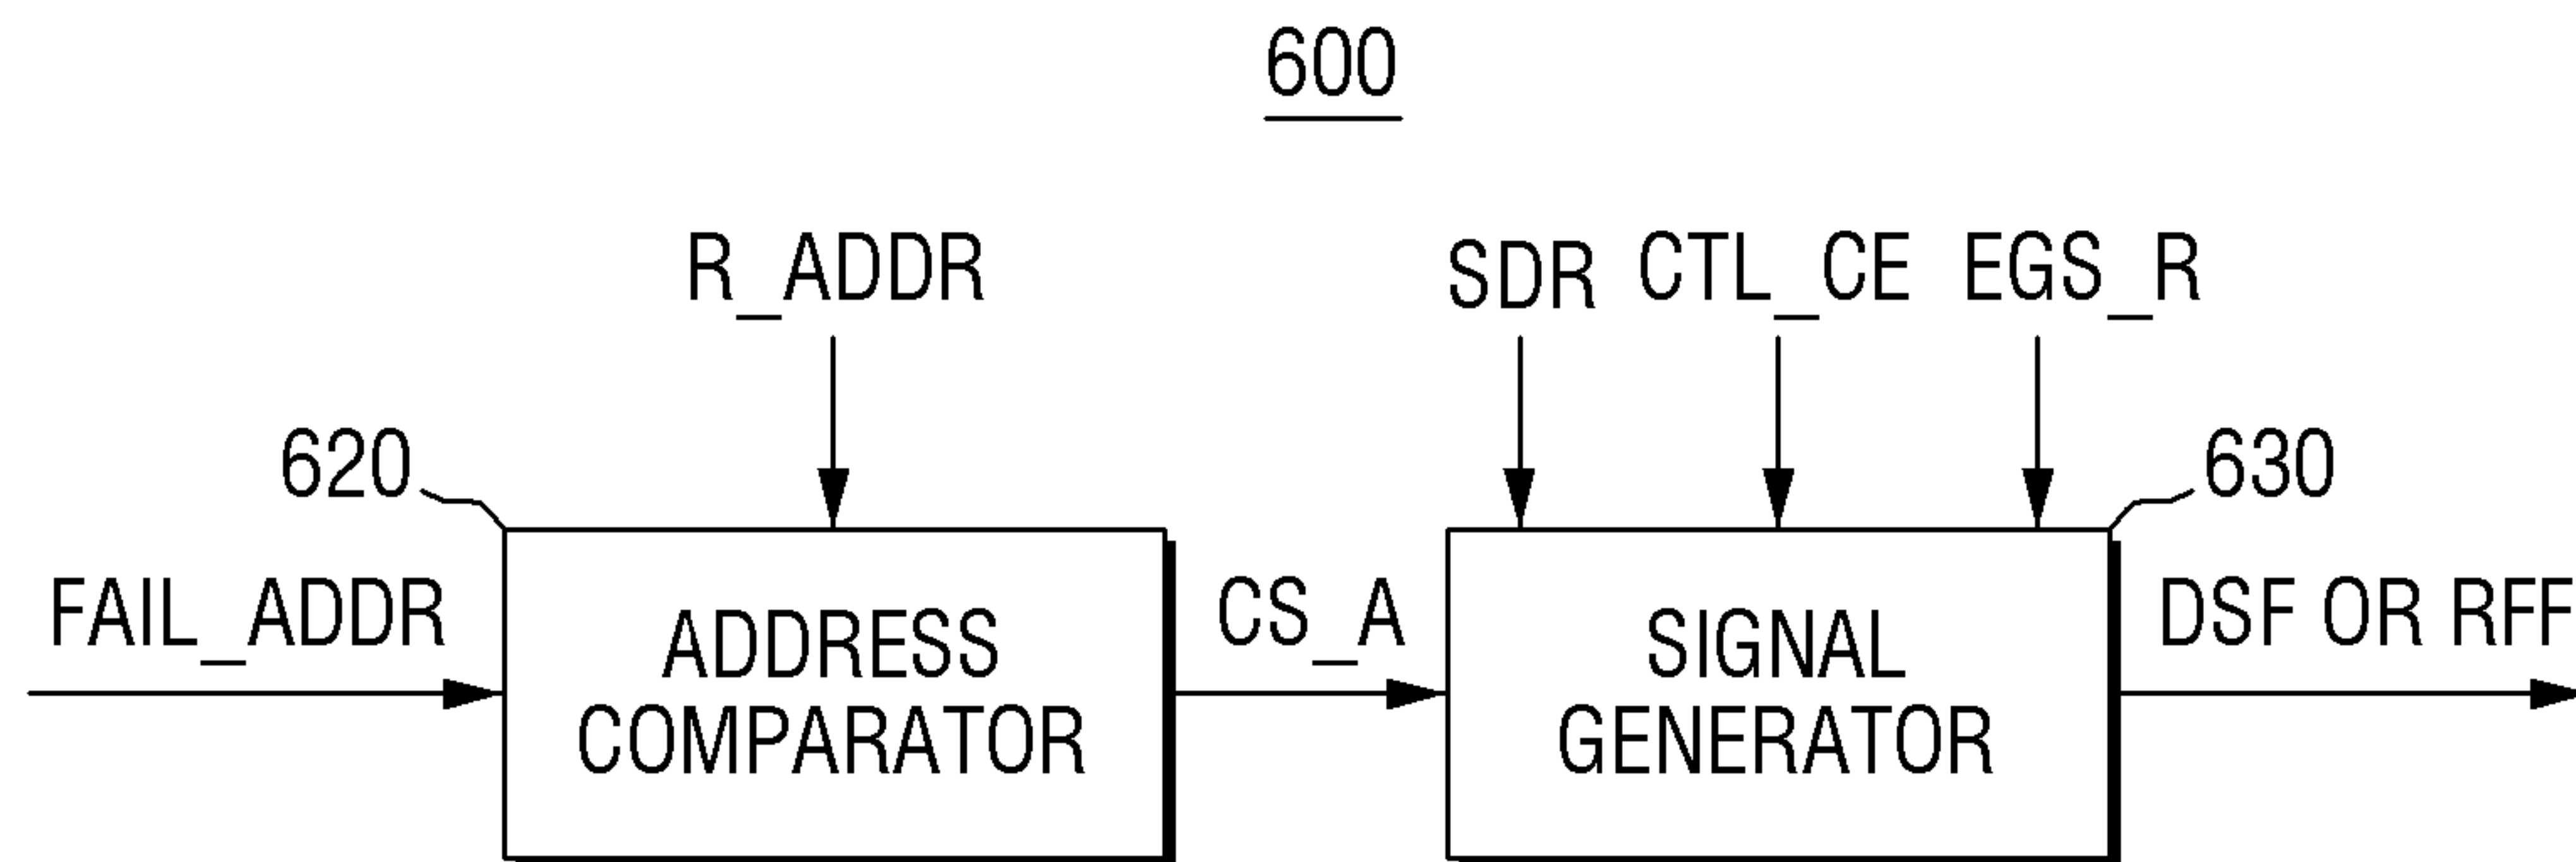 600
R_ADDR
SDR CTL_CE EGS_R
620
630
FAIL_ADDR
ADDRESS
COMPARATOR
CS_A
SIGNAL
GENERATOR
DSF OR RFF